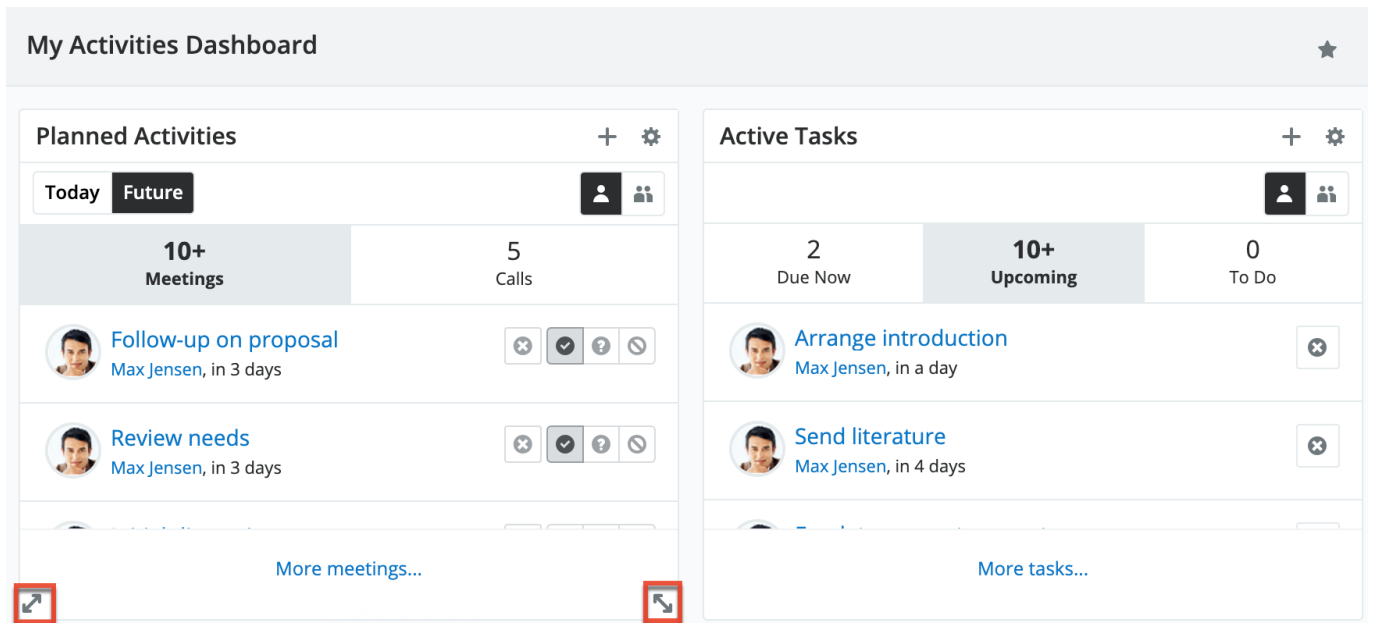 My Activities Dashboard
Planned Activities
Today Future
10+
Meetings
5
Calls
Follow-up on proposal
Max Jensen, in 3 days
Review needs
Max Jensen, in 3 days
More meetings...
Active Tasks
2
Due Now
10+
Upcoming
0
To Do
Arrange introduction
Max Jensen, in a day
Send literature
Max Jensen, in 4 days
More tasks...